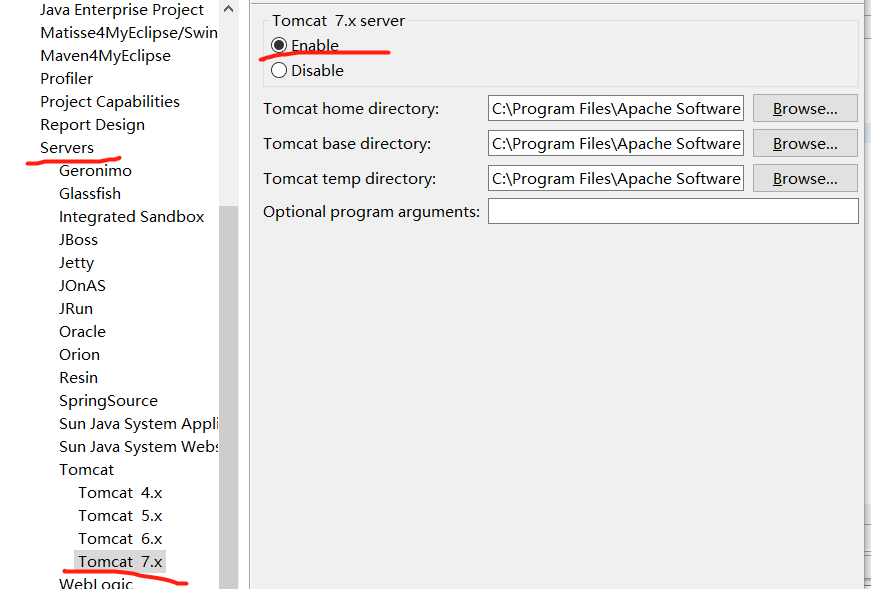 Java Enterprise Project
Matisse4MyEclipse/Swin
Maven4MyEclipse
Profiler
Project Capabilities
Report Design
Servers
Geronimo
Glassfish
Integrated Sandbox
JBoss
Jetty
JOnAS
JRun
Oracle
Orion
Resin
SpringSource
Sun Java System Appli
Sun Java System Webs
Tomcat
Tomcat 4.x
Tomcat 5.x
Tomcat 6.x
Tomcat 7.x
WebLogic
Tomcat 7.x server
Enable
Disable
Tomcat home directory: C:\Program Files\Apache Software Browse...
Tomcat base directory: C:\Program Files\Apache Software Browse...
Tomcat temp directory: C:\Program Files\Apache Software Browse...
Optional program arguments: